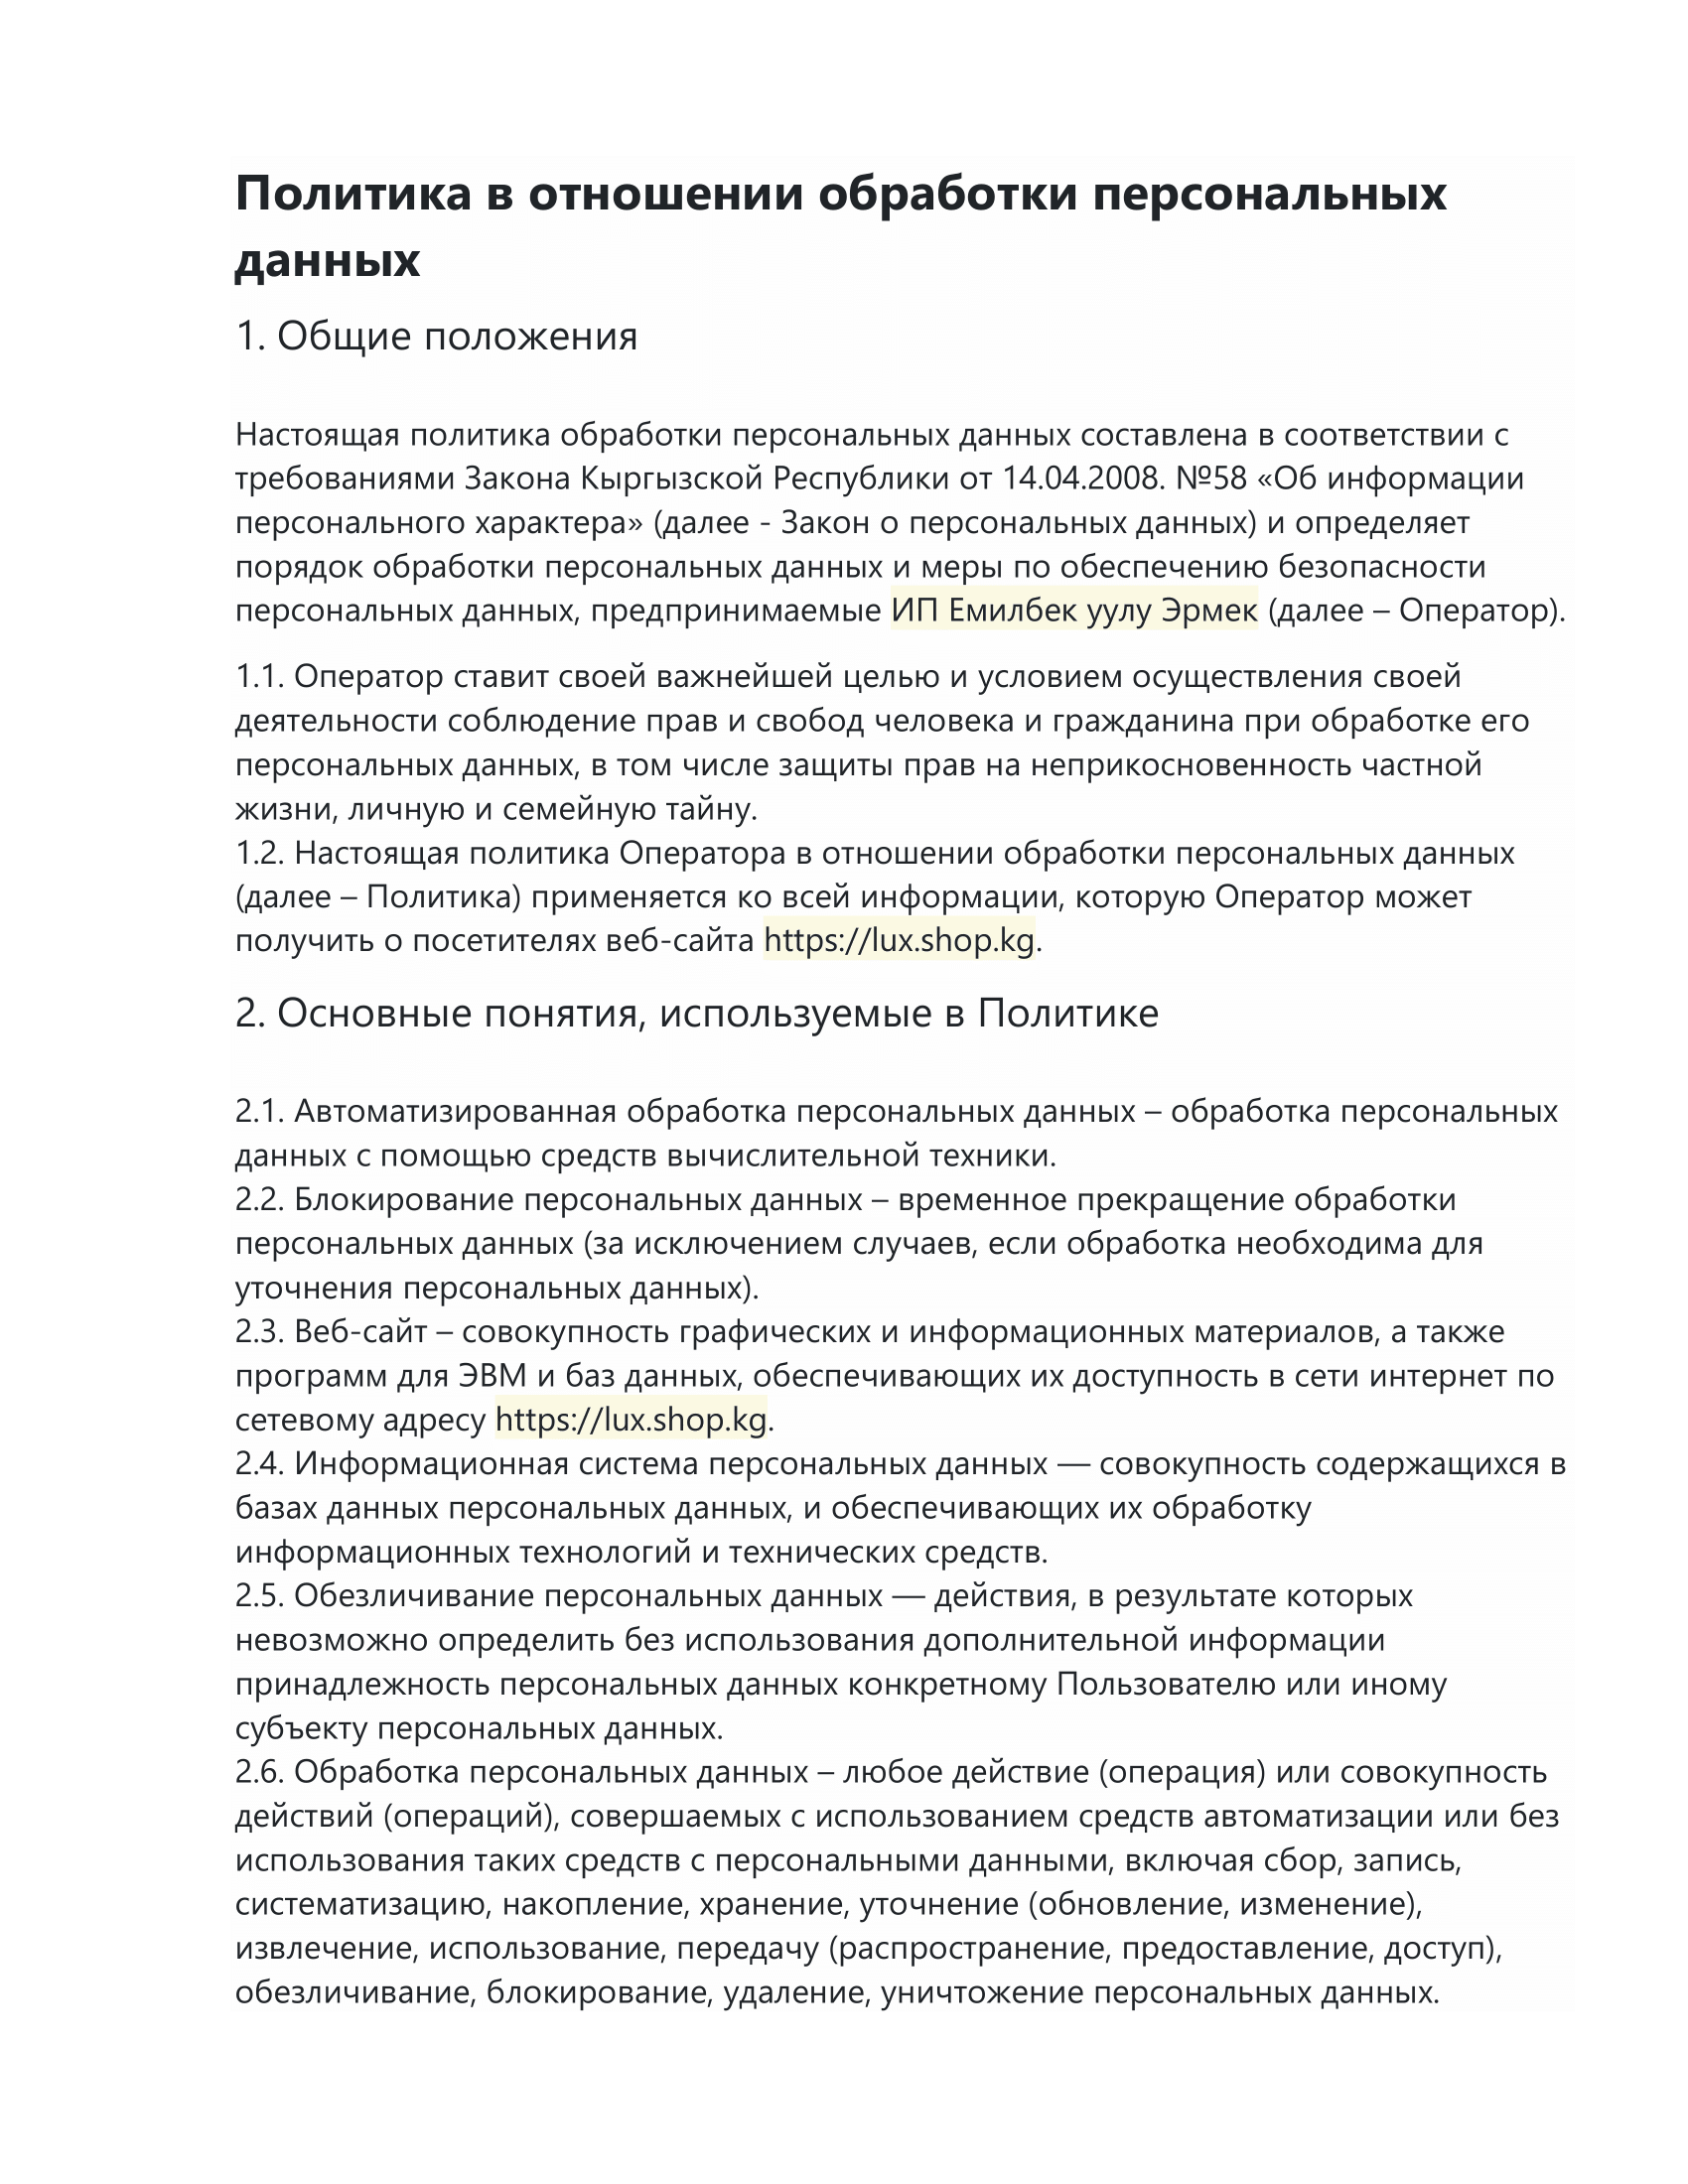 Политика в отношении обработки персональных
данных
1. Общие положения
Настоящая политика обработки персональных данных составлена в соответствии с
требованиями Закона Кыргызской Республики от 14.04.2008. №58 «Об информации
персонального характера» (далее - Закон о персональных данных) и определяет
порядок обработки персональных данных и меры по обеспечению безопасности
персональных данных, предпринимаемые ИП Емилбек уулу Эрмек (далее – Оператор).
1.1. Оператор ставит своей важнейшей целью и условием осуществления своей
деятельности соблюдение прав и свобод человека и гражданина при обработке его
персональных данных, в том числе защиты прав на неприкосновенность частной
жизни, личную и семейную тайну.
1.2. Настоящая политика Оператора в отношении обработки персональных данных
(далее – Политика) применяется ко всей информации, которую Оператор может
получить о посетителях веб-сайта https://lux.shop.kg.
2. Основные понятия, используемые в Политике
2.1. Автоматизированная обработка персональных данных – обработка персональных
данных с помощью средств вычислительной техники.
2.2. Блокирование персональных данных – временное прекращение обработки
персональных данных (за исключением случаев, если обработка необходима для
уточнения персональных данных).
2.3. Веб-сайт – совокупность графических и информационных материалов, а также
программ для ЭВМ и баз данных, обеспечивающих их доступность в сети интернет по
сетевому адресу https://lux.shop.kg.
2.4. Информационная система персональных данных — совокупность содержащихся в
базах данных персональных данных, и обеспечивающих их обработку
информационных технологий и технических средств.
2.5. Обезличивание персональных данных — действия, в результате которых
невозможно определить без использования дополнительной информации
принадлежность персональных данных конкретному Пользователю или иному
субъекту персональных данных.
2.6. Обработка персональных данных – любое действие (операция) или совокупность
действий (операций), совершаемых с использованием средств автоматизации или без
использования таких средств с персональными данными, включая сбор, запись,
систематизацию, накопление, хранение, уточнение (обновление, изменение),
извлечение, использование, передачу (распространение, предоставление, доступ),
обезличивание, блокирование, удаление, уничтожение персональных данных.